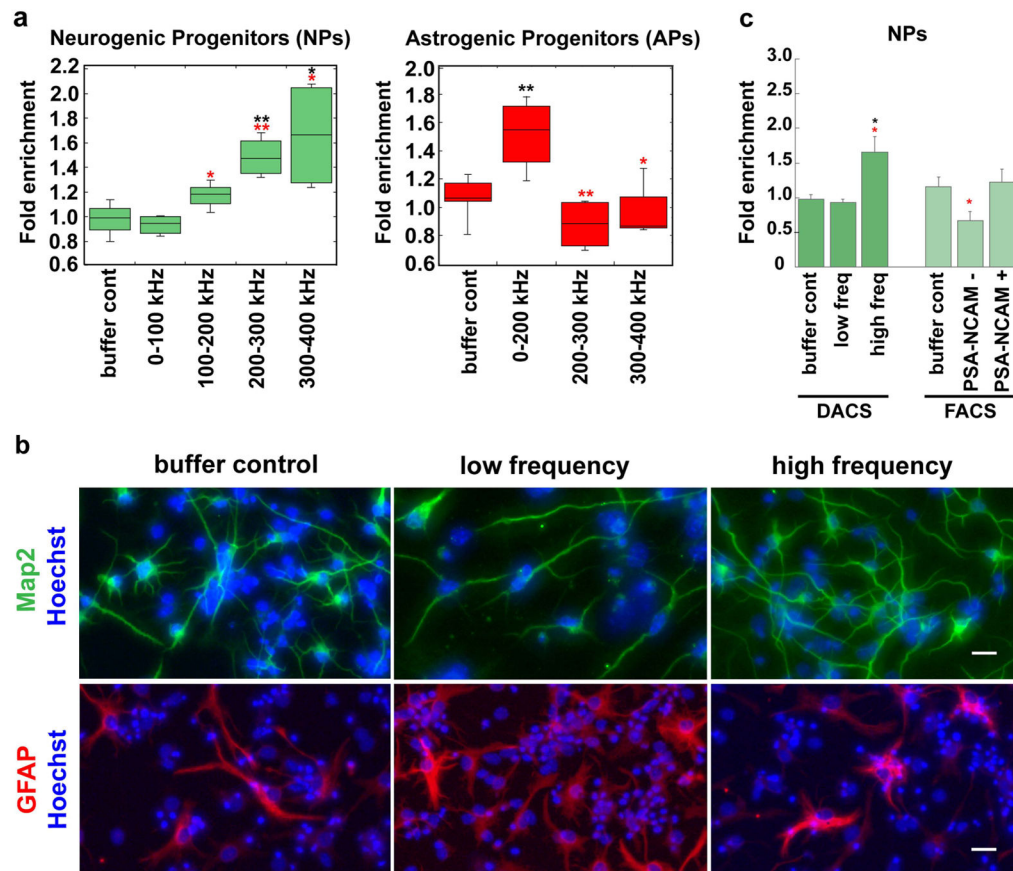 a
Neurogenic Progenitors (NPs)
Fold enrichment
2.2
2.0
1.8
1.6
1.4
1.2
1.0
0.8
0.6
*
*
**
**
*
buffer cont
0-100 kHz
100-200 kHz
200-300 kHz
300-400 kHz
Astrogenic Progenitors (APs)
Fold enrichment
2.0
1.8
1.6
1.4
1.2
1.0
0.8
0.6
**
**
*
buffer cont
0-200 kHz
200-300 kHz
300-400 kHz
c
NPs
Fold enrichment
3.0
2.5
2.0
1.5
1.0
0.5
0
*
*
*
buffer cont
low freq
high freq
buffer cont
PSA-NCAM -
PSA-NCAM +
DACS
FACS
b
buffer control
low frequency
high frequency
Map2
Hoechst
GFAP
Hoechst